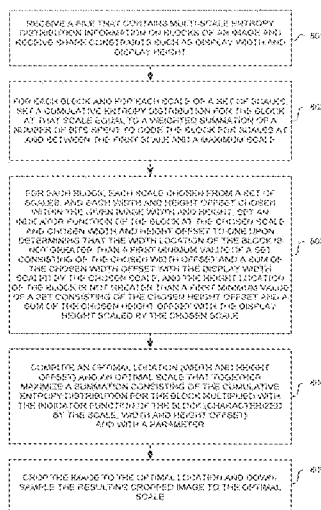 RECEIVE A FILE THAT CONTAINS MULTI-SCALE ENTROPY
DISTRIBUTION INFORMATION ON BLOCKS OF AN IMAGE AND
RECEIVE SHAPE CONSTRAINTS SUCH AS DISPLAY WIDTH AND
DISPLAY HEIGHT
FOR EACH BLOCK AND FOR EACH SCALE OF A SET OF SCALES,
SET A CUMULATIVE ENTROPY DISTRIBUTION FOR THE BLOCK
AT THAT SCALE EQUAL TO A WEIGHTED SUMMATION OF A
NUMBER OF BITS SPENT TO CODE THE BLOCK FOR SCALES AT
AND BETWEEN THE FIRST SCALE AND A MAXIMUM SCALE
FOR EACH BLOCK, EACH SCALE CHOSEN FROM A SET OF
SCALES, AND EACH WIDTH AND HEIGHT OFFSET CHOSEN
WITHIN THE GIVEN IMAGE WIDTH AND HEIGHT, SET AN
INDICATOR FUNCTION OF THE BLOCK AT THE CHOSEN SCALE
AND CHOSEN WIDTH AND HEIGHT OFFSET TO ONE UPON
DETERMINING THAT THE WIDTH LOCATION OF THE BLOCK IS
NOT GREATER THAN A FIRST MINIMUM VALUE OF A SET
CONSISTING OF THE CHOSEN WIDTH OFFSET AND A SUM OF
THE CHOSEN WIDTH OFFSET WITH THE DISPLAY WIDTH
SCALED BY THE CHOSEN SCALE, AND THE HEIGHT LOCATION
OF THE BLOCK IS NOT GREATER THAN A FIRST MINIMUM VALUE
OF A SET CONSISTING OF THE CHOSEN HEIGHT OFFSET AND A
SUM OF THE CHOSEN HEIGHT OFFSET WITH THE DISPLAY
HEIGHT SCALED BY THE CHOSEN SCALE
COMPUTE AN OPTIMAL LOCATION (WIDTH AND HEIGHT
OFFSET) AND AN OPTIMAL SCALE THAT TOGETHER
MAXIMIZE A SUMMATION CONSISTING OF THE CUMULATIVE
ENTROPY DISTRIBUTION FOR THE BLOCK MULTIPLIED WITH
THE INDICATOR FUNCTION OF THE BLOCK (CHARACTERIZED
BY THE SCALE, WIDTH AND HEIGHT OFFSET)
AND WITH A PARAMETER
CROP THE IMAGE TO THE OPTIMAL LOCATION AND DOWN-
SAMPLE THE RESULTING CROPPED IMAGE TO THE OPTIMAL
SCALE